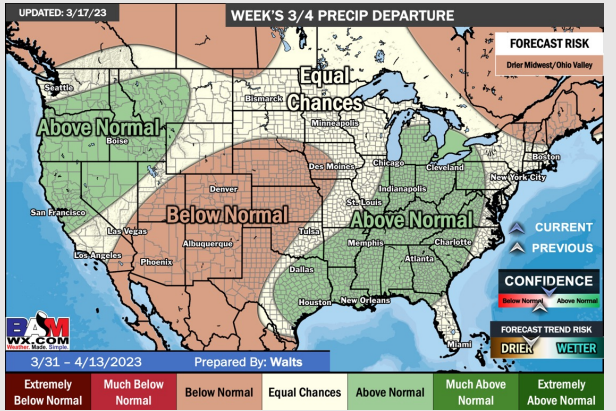 UPDATED: 3/17/23
WEEK'S 3/4 PRECIP DEPARTURE
FORECAST RISK
Drier Midwest/Ohio Valley
Seattle
Equal
Chances
Bismarck
Minneapolis
Above Normal
Boise
Des Moines
Chicago
Cleveland
Boston
New York City
Denver
Indianapolis
San Francisco
Below Normal
St. Louis
Above Normal
Las Vegas
Tulsa
CURRENT
Los Angeles
Albuquerque
Memphis
Charlotte
PREVIOUS
Phoenix
Dallas
Atlanta
CONFIDENCE
Below Normal
Above Normal
Houston
New Orleans
FORECAST TREND RISK
DRIER
WETTER
Miami
BAM
WX.COM
Weather. Made. Simple.
3/31 – 4/13/2023
Prepared By: Walts
Extremely
Below Normal
Much Below
Normal
Below Normal
Equal Chances
Above Normal
Much Above
Normal
Extremely
Above Normal